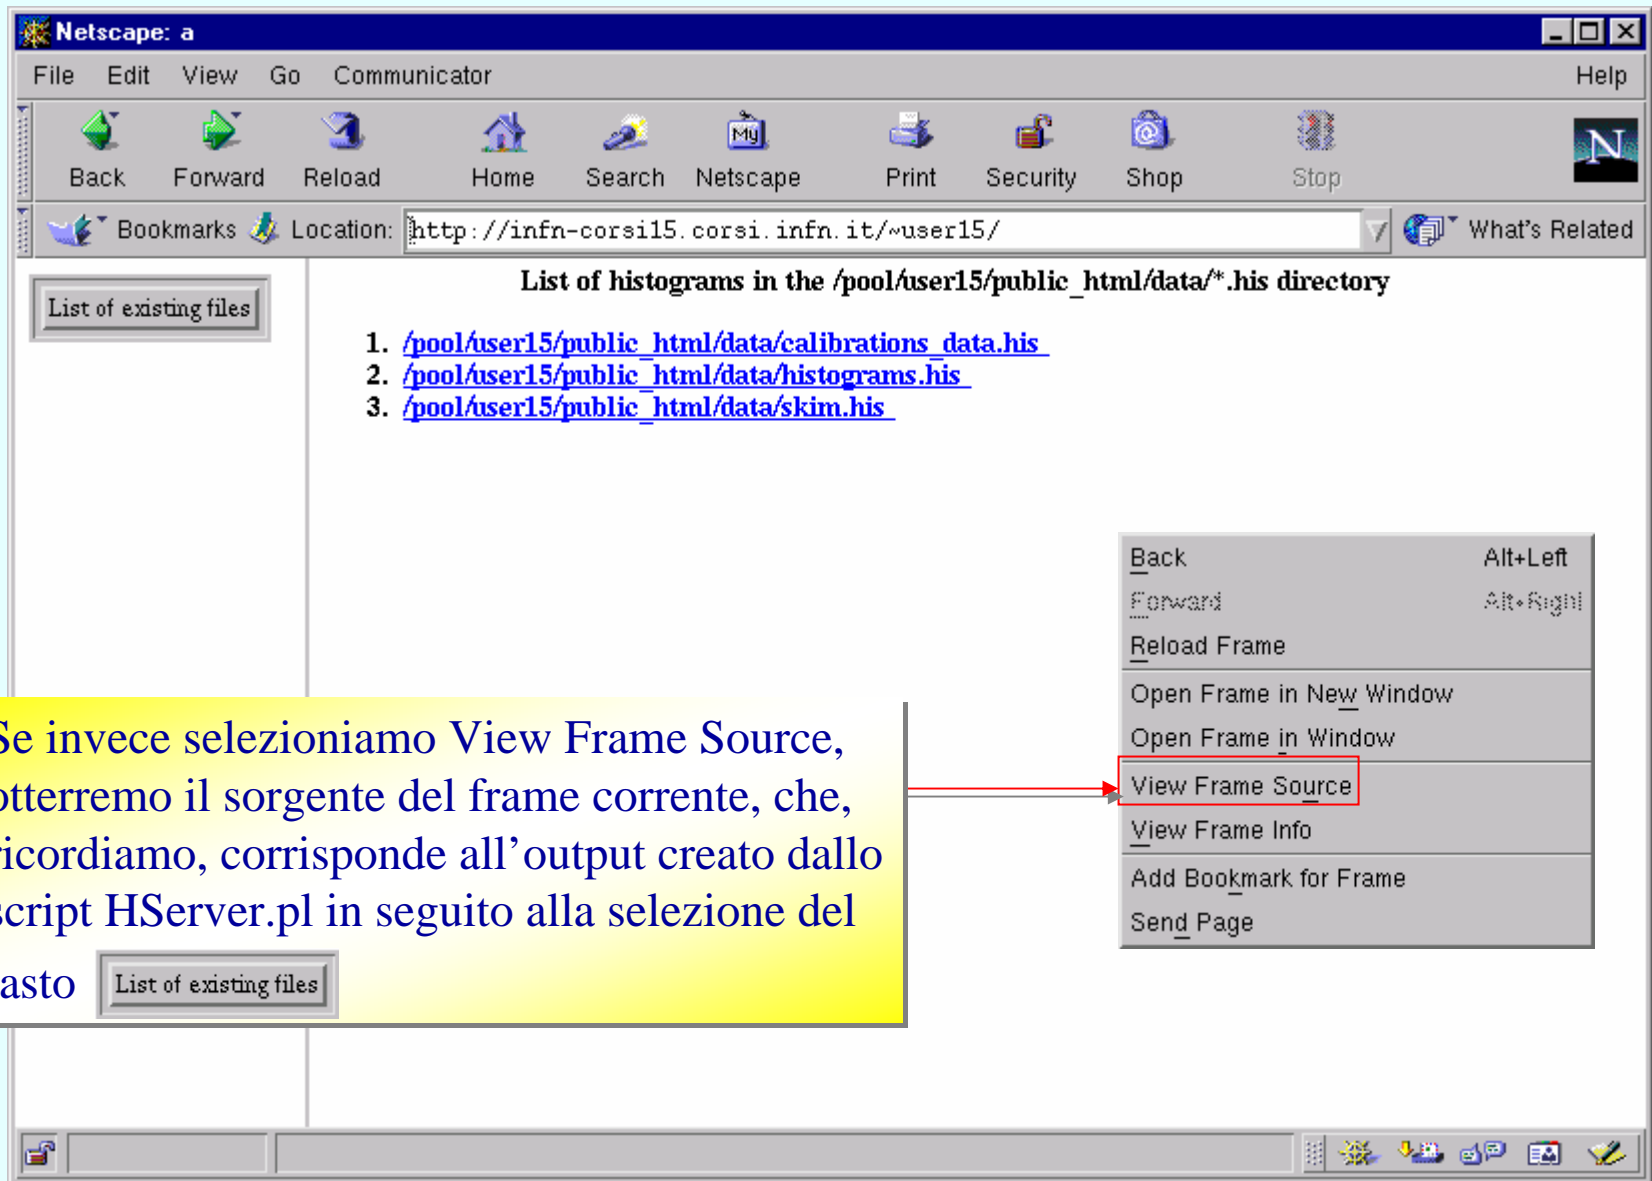 Netscape: a
File Edit View Go Communicator Help
My
N
Back Forward Reload Home Search Netscape Print Security Shop Stop
Bookmarks Location: http://infn-corsi15.corsi.infn.it/~user15/ What's Related
List of existing files
List of histograms in the /pool/user15/public_html/data/*.his directory
1. /pool/user15/public_html/data/calibrations_data.his
2. /pool/user15/public_html/data/histograms.his
3. /pool/user15/public_html/data/skim.his
Back Alt+Left
Forward Alt+Right
Reload Frame
Open Frame in New Window
Open Frame in Window
View Frame Source
View Frame Info
Add Bookmark for Frame
Send Page
Se invece selezioniamo View Frame Source,
otterremo il sorgente del frame corrente, che,
ricordiamo, corrisponde all’output creato dallo
script HServer.pl in seguito alla selezione del
asto List of existing files